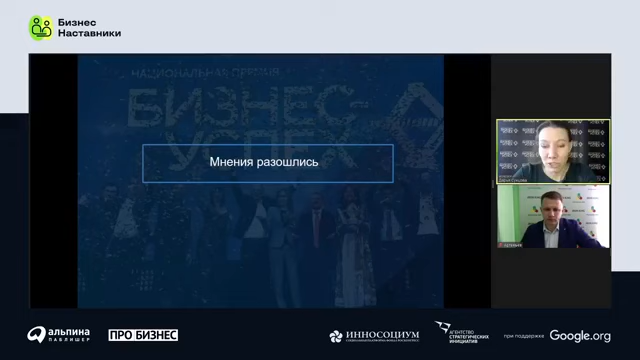 Бизнес
Наставники
НАЦИОНАЛЬНАЯ ПРЕМИЯ
БИЗНЕС-
УСПЕХ
Мнения разошлись
альпина
ПАБЛИШЕР
ПРО БИЗНЕС
ИННОСОЦИУМ
АГЕНТСТВО
СТРАТЕГИЧЕСКИХ
ИНИЦИАТИВ
при поддержке
Google.org